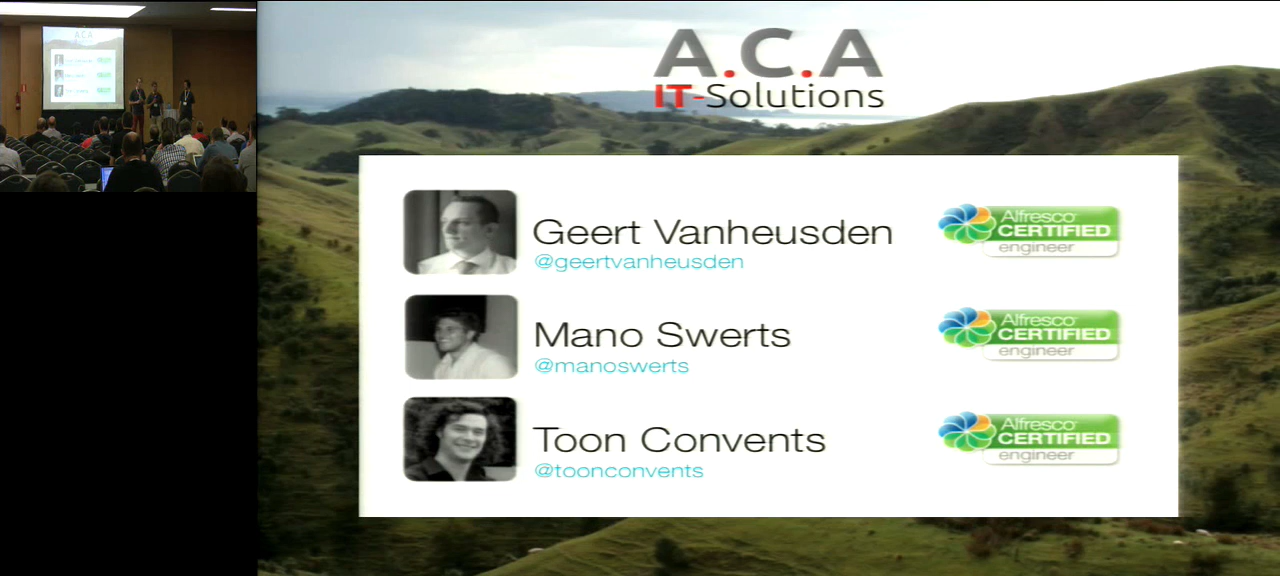 A.C.A
IT-Solutions
Geert Vanheusden
@geertvanheusden
Alfresco
CERTIFIED
engineer
Mano Swerts
@manoswerts
Alfresco
CERTIFIED
engineer
Toon Convents
@toonconvents
Alfresco
CERTIFIED
engineer